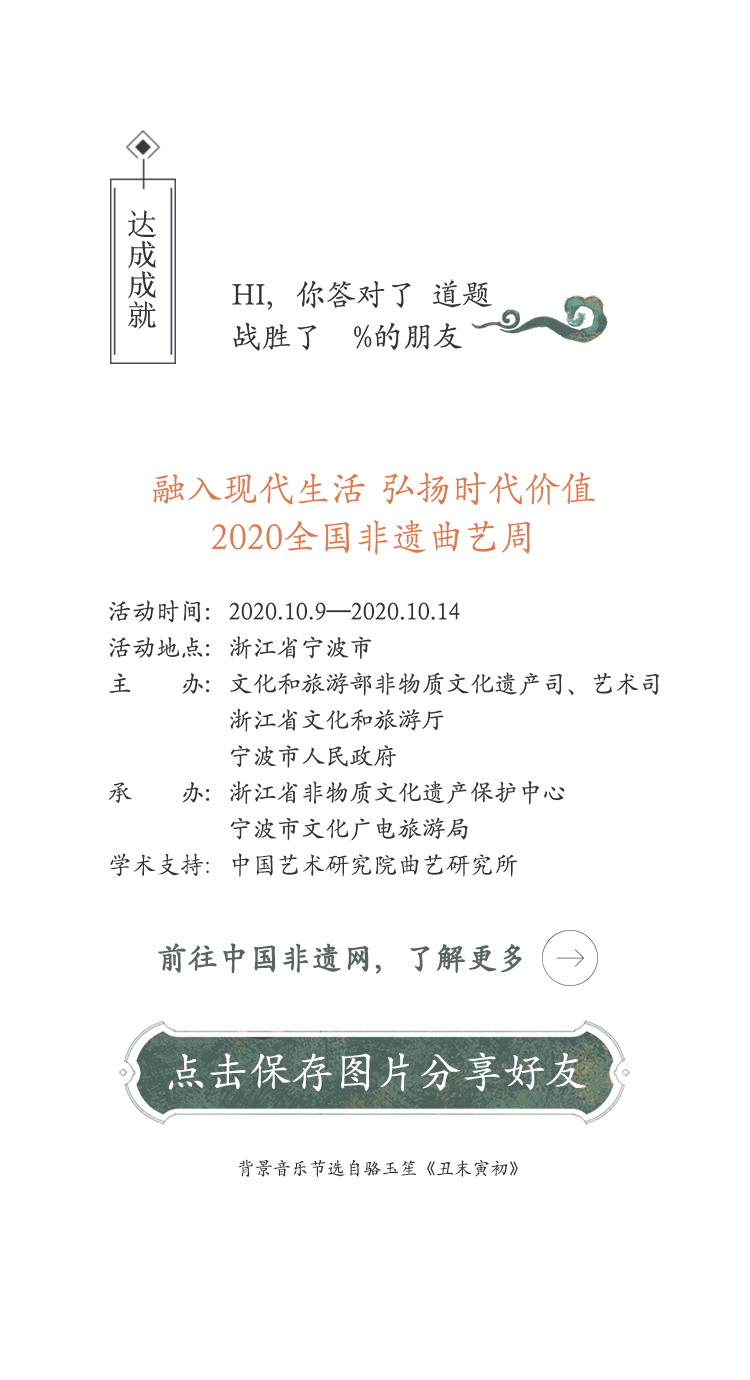 达成成就
HI，你答对了 道题
战胜了 %的朋友
融入现代生活 弘扬时代价值
2020全国非遗曲艺周
活动时间：2020.10.9—2020.10.14
活动地点：浙江省宁波市
主 办：文化和旅游部非物质文化遗产司、艺术司
浙江省文化和旅游厅
宁波市人民政府
承 办：浙江省非物质文化遗产保护中心
宁波市文化广电旅游局
学术支持：中国艺术研究院曲艺研究所
前往中国非遗网，了解更多
点击保存图片分享好友
背景音乐节选自骆玉笙《丑末寅初》